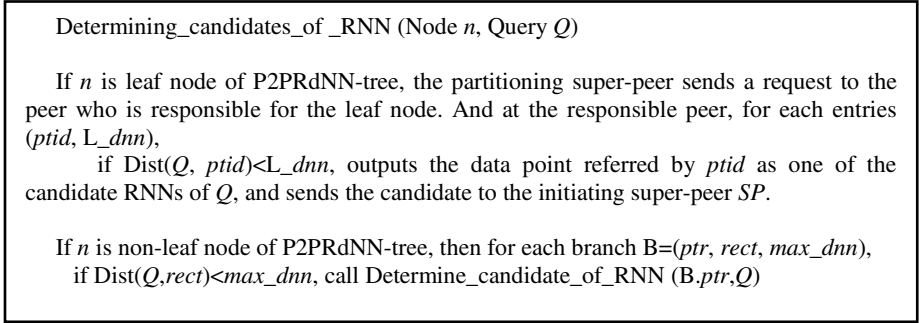 Determining_candidates_of _RNN (Node n, Query Q)
If n is leaf node of P2PRdNN-tree, the partitioning super-peer sends a request to the
peer who is responsible for the leaf node. And at the responsible peer, for each entries
(ptid, L_dnn),
if Dist(Q, ptid)<L_dnn, outputs the data point referred by ptid as one of the
candidate RNNs of Q, and sends the candidate to the initiating super-peer SP.
If n is non-leaf node of P2PRdNN-tree, then for each branch B=(ptr, rect, max_dnn),
if Dist(Q,rect)<max_dnn, call Determine_candidate_of_RNN (B.ptr,Q)